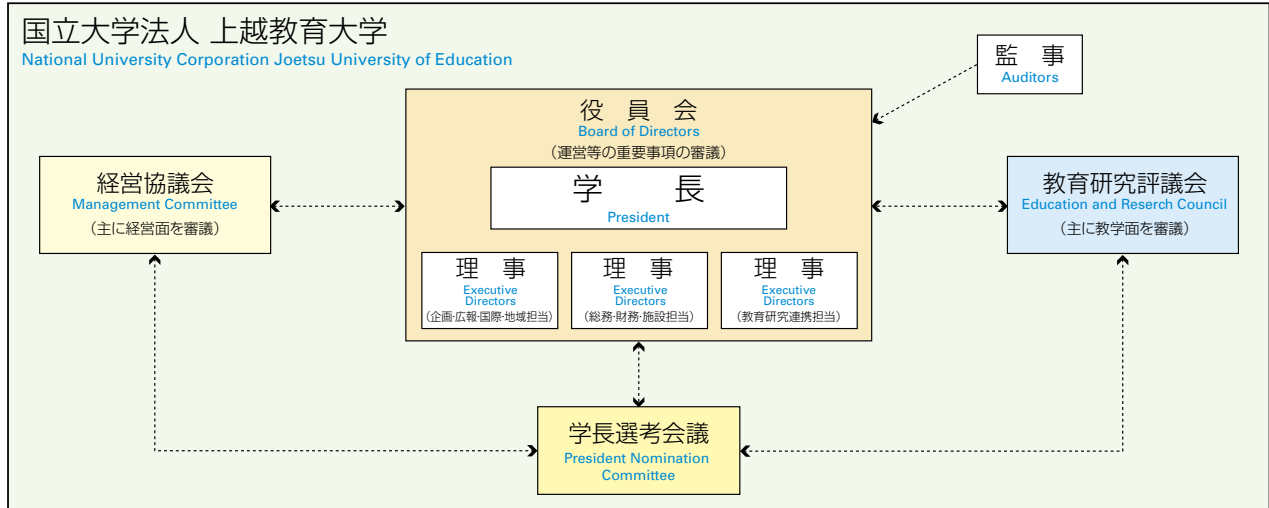 国立大学法人 上越教育大学
National University Corporation Joetsu University of Education
監 事
Auditors
役 員 会
Board of Directors
(運営等の重要事項の審議)
学 長
President
理 事
Executive
Directors
(企画・広報・国際・地域担当)
理 事
Executive
Directors
(総務・財務・施設担当)
理 事
Executive
Directors
(教育研究連携担当)
経営協議会
Management Committee
(主に経営面を審議)
教育研究評議会
Education and Reserch Council
(主に教学面を審議)
学長選考会議
President Nomination
Committee